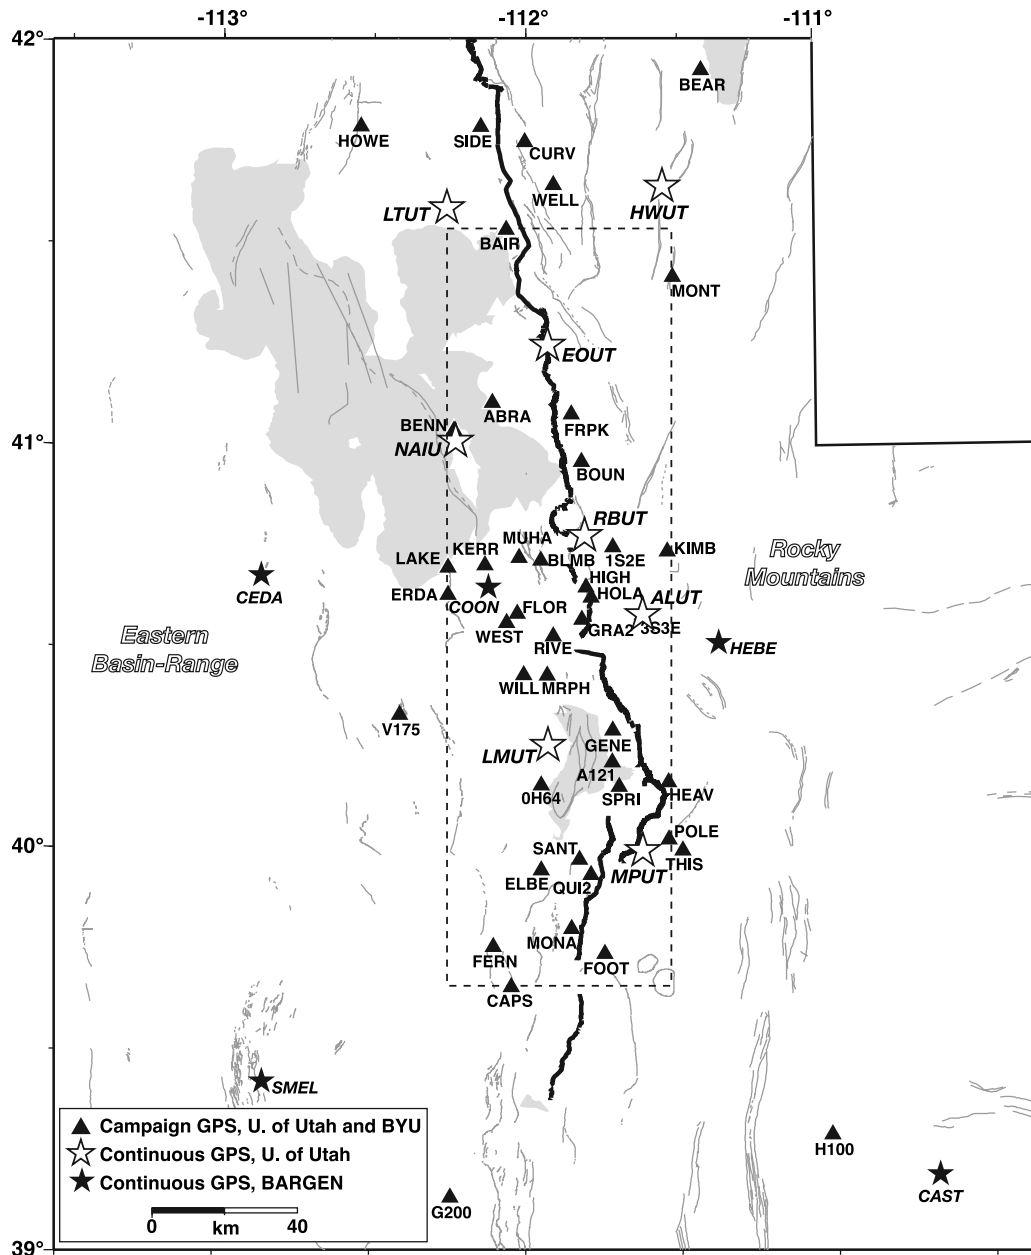 -113° -112° -111°
42°
BEAR
HOWE SIDE
CURV
WELL
LTUT HWUT
BAIR
MONT
EOUT
ABRA
BENN FRPK
41°
NAIU
BOUN
RBUT
MUHA
KERR KIMB
LAKE BLMB 1S2E
HIGH
Rocky
Mountains
CEDA ERDA COON HOLA ALUT
FLOR
WEST GRA2 3S3E
RIVE HEBE
Eastern
Basin-Range
WILL MRPH
V175
GENE
LMUT
A121
0H64 SPRI HEAV
POLE
40°
SANT THIS
MPUT
ELBE QUI2
MONA
FERN FOOT
CAPS
SMEL
Campaign GPS, U. of Utah and BYU
Continuous GPS, U. of Utah
Continuous GPS, BARGEN
0 km 40
H100
CAST
G200
39°